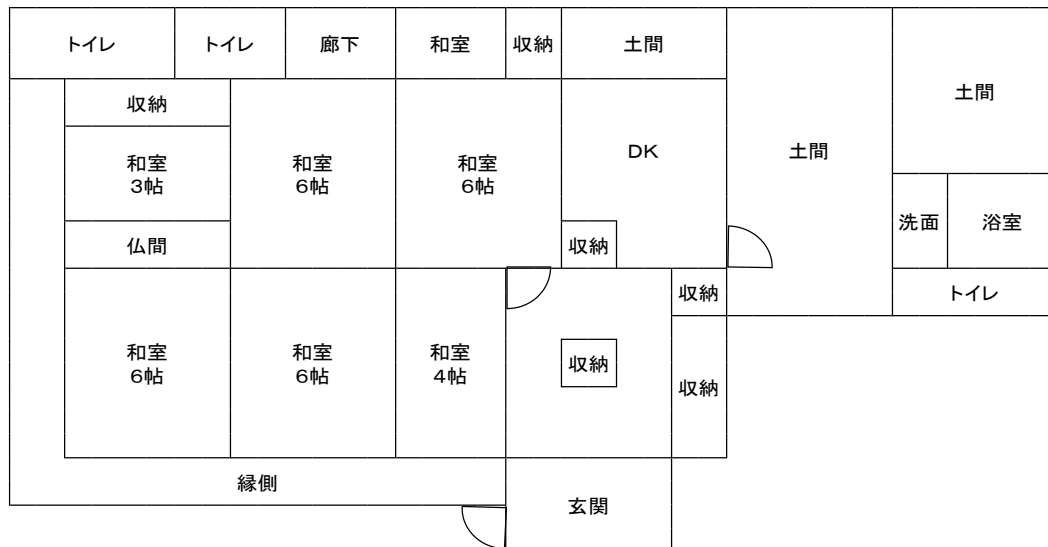 トイレ
トイレ
廊下
和室
収納
土間
収納
和室
3帖
和室
6帖
和室
6帖
DK
土間
土間
仏間
収納
洗面
浴室
収納
トイレ
和室
6帖
和室
6帖
和室
4帖
収納
収納
縁側
玄関